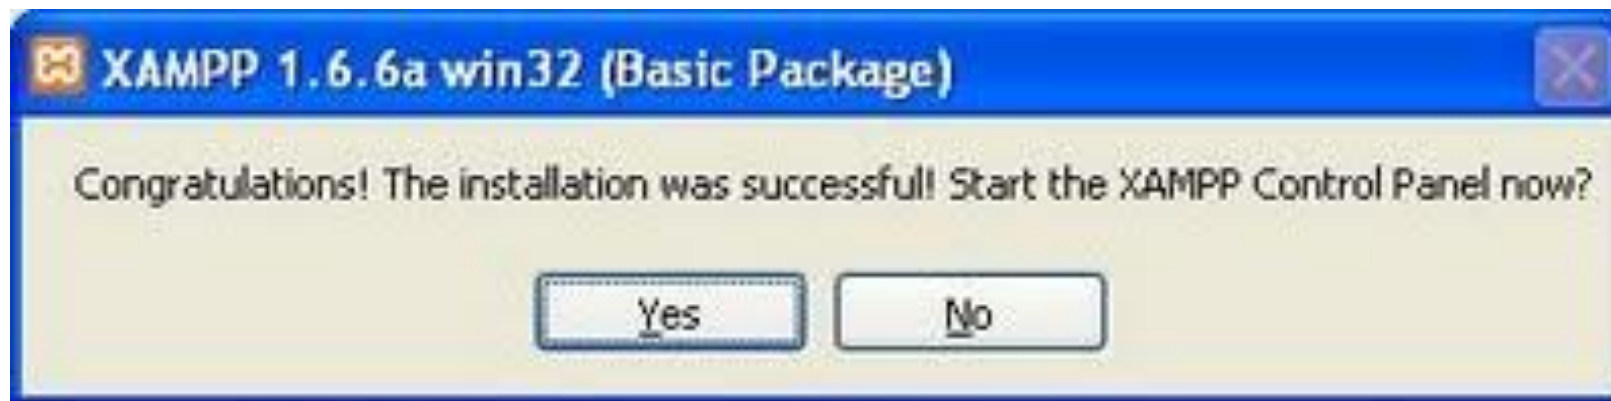 XAMPP 1.6.6a win32 (Basic Package)
Congratulations! The installation was successful! Start the XAMPP Control Panel now?
Yes
No